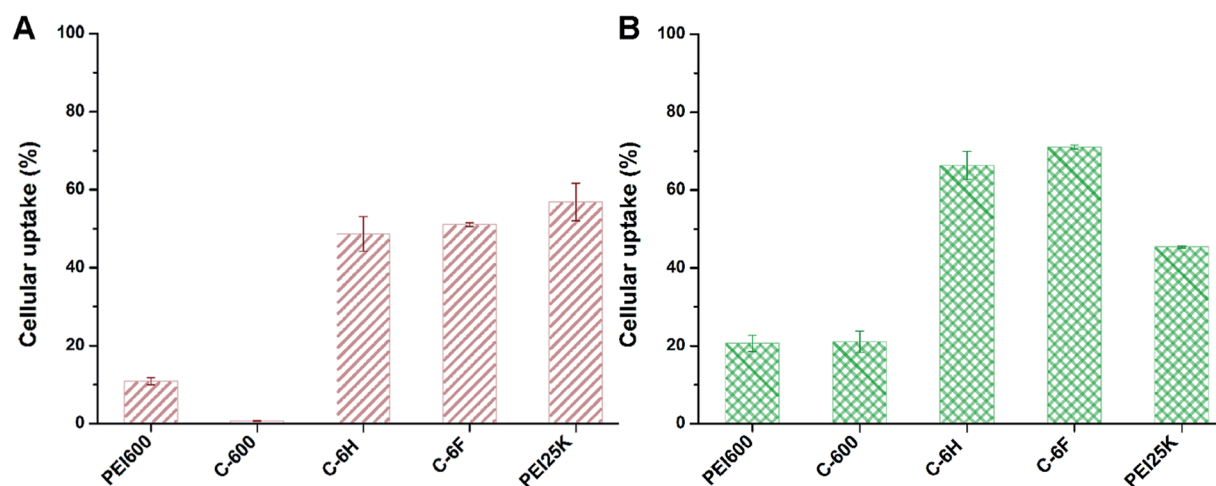 A
Cellular uptake (%)
100
80
60
40
20
0
PEI600
C-600
C-6H
C-6F
PEI25K
B
Cellular uptake (%)
100
80
60
40
20
0
PEI600
C-600
C-6H
C-6F
PEI25K